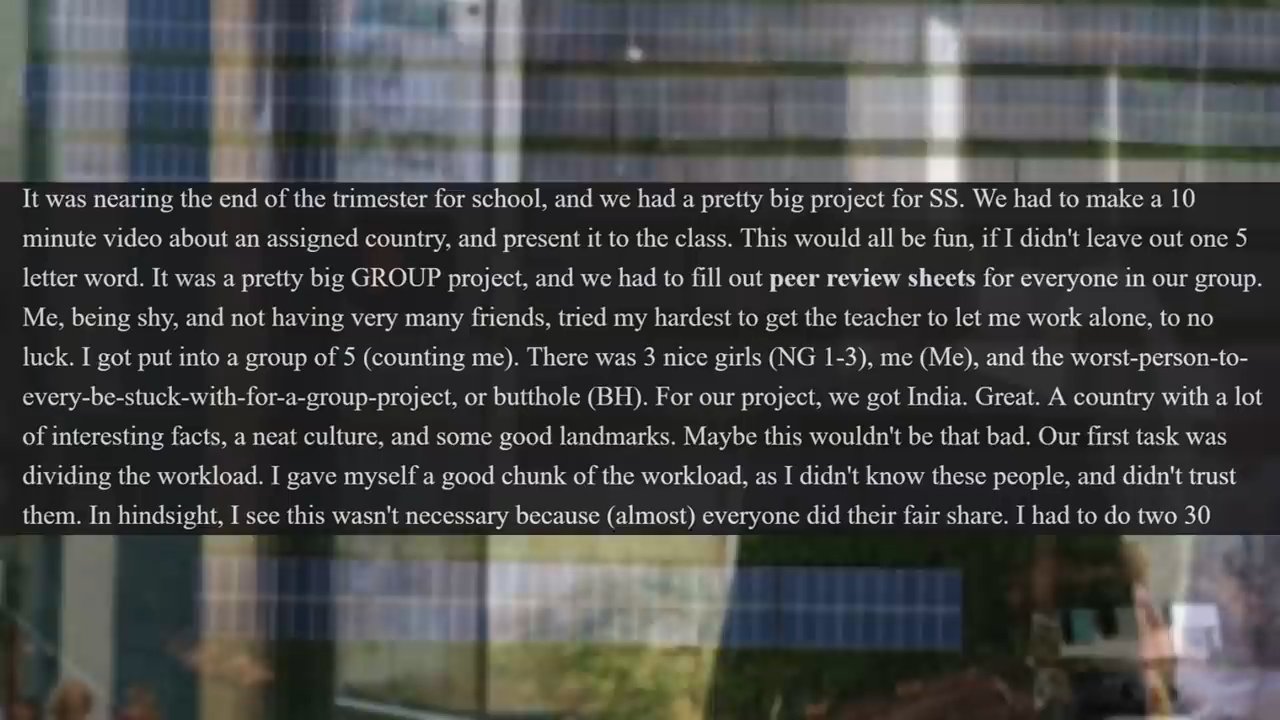 It was nearing the end of the trimester for school, and we had a pretty big project for SS. We had to make a 10
minute video about an assigned country, and present it to the class. This would all be fun, if I didn't leave out one 5
letter word. It was a pretty big GROUP project, and we had to fill out peer review sheets for everyone in our group.
Me, being shy, and not having very many friends, tried my hardest to get the teacher to let me work alone, to no
luck. I got put into a group of 5 (counting me). There was 3 nice girls (NG 1-3), me (Me), and the worst-person-to-
every-be-stuck-with-for-a-group-project, or butthole (BH). For our project, we got India. Great. A country with a lot
of interesting facts, a neat culture, and some good landmarks. Maybe this wouldn't be that bad. Our first task was
dividing the workload. I gave myself a good chunk of the workload, as I didn't know these people, and didn't trust
them. In hindsight, I see this wasn't necessary because (almost) everyone did their fair share. I had to do two 30